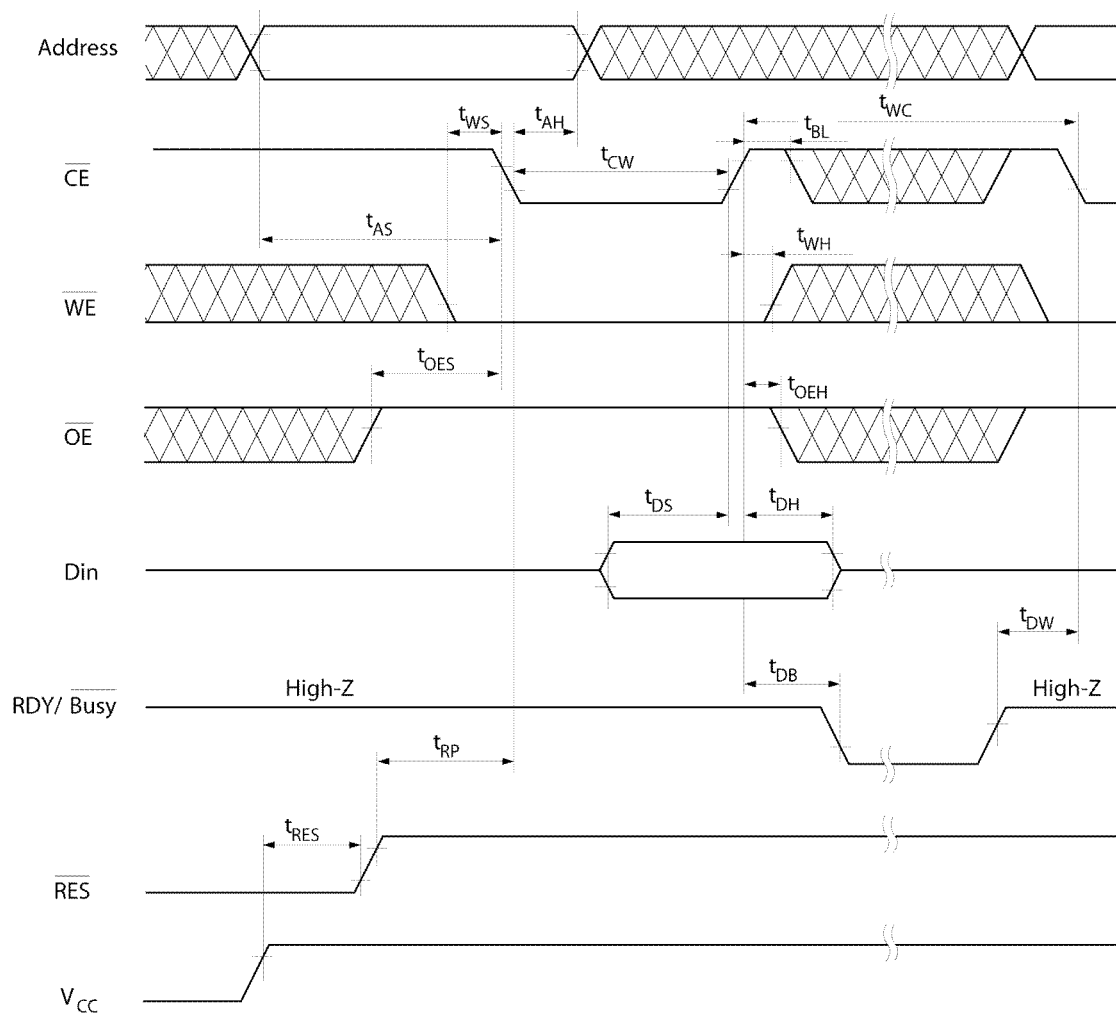 Address
tWS
tAH
tWC
tBL
CE
tCW
tAS
tWH
WE
tOES
tOEH
OE
tDS
tDH
Din
tDW
tDB
High-Z
High-Z
RDY/ Busy
tRP
tRES
RES
VCC